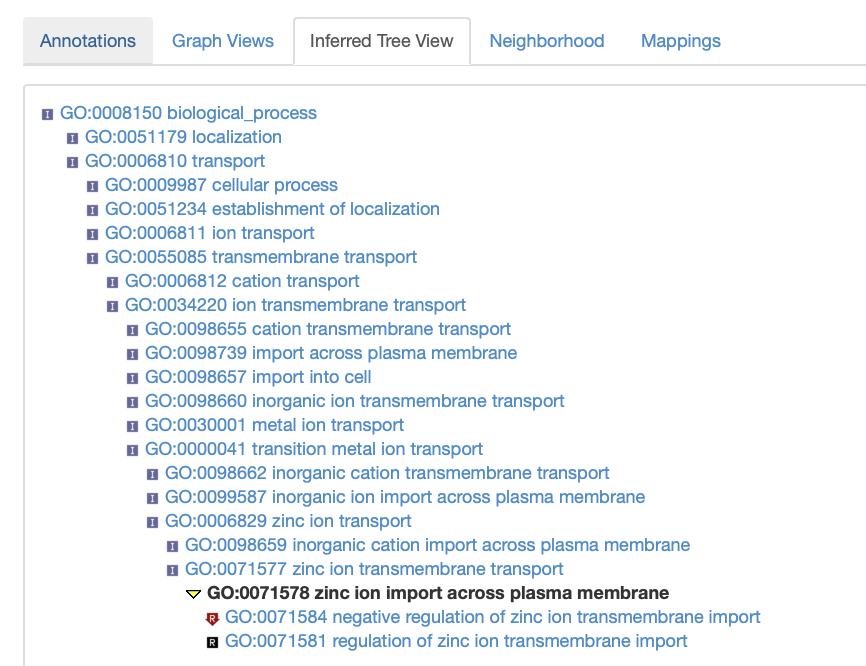 Annotations Graph Views Inferred Tree View Neighborhood Mappings
I GO:0008150 biological_process
I GO:0051179 localization
I GO:0006810 transport
I GO:0009987 cellular process
I GO:0051234 establishment of localization
I GO:0006811 ion transport
I GO:0055085 transmembrane transport
I GO:0006812 cation transport
I GO:0034220 ion transmembrane transport
I GO:0098655 cation transmembrane transport
I GO:0098739 import across plasma membrane
I GO:0098657 import into cell
I GO:0098660 inorganic ion transmembrane transport
I GO:0030001 metal ion transport
I GO:0000041 transition metal ion transport
I GO:0098662 inorganic cation transmembrane transport
I GO:0099587 inorganic ion import across plasma membrane
I GO:0006829 zinc ion transport
I GO:0098659 inorganic cation import across plasma membrane
I GO:0071577 zinc ion transmembrane transport
GO:0071578 zinc ion import across plasma membrane
R GO:0071584 negative regulation of zinc ion transmembrane import
R GO:0071581 regulation of zinc ion transmembrane import